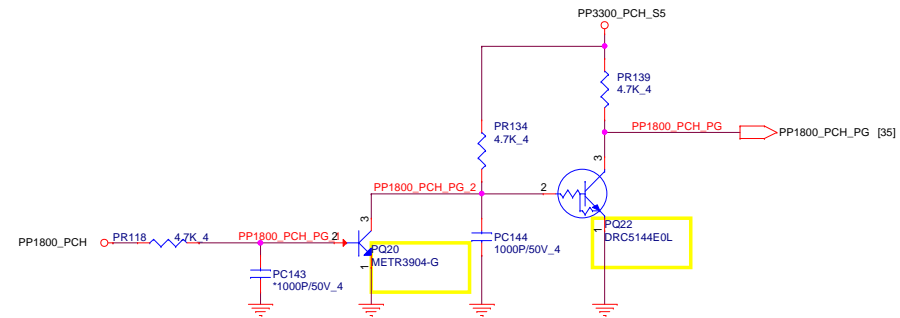 PP3300_PCH_S5
PR139
4.7K_4
PR134
4.7K_4
PP1800_PCH_PG
PP1800_PCH_PG [35]
3
PP1800_PCH_PG_2
2
3
1
PQ22
DRC5144E0L
PP1800_PCH
PR118
4.7K_4
PP1800_PCH_PG_1
2
1
PQ20
METR3904-G
PC144
1000P/50V_4
PC143
*1000P/50V_4